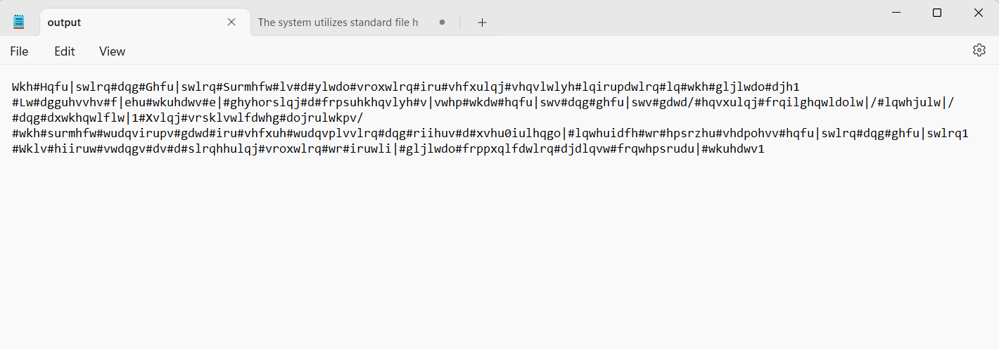 output
The system utilizes standard file h
File Edit View
Wkh#Hqfu|swlrq#dqg#Ghfu|swlrq#Surmhfw#lv#d#ylwdo#vroxwlrq#iru#vhfxulqj#vhqvlwlyh#lqirupdwlrq#lq#wkh#gljlwdo#djh1
#Lw#dgguhvvhv#f|ehu#wkuhdwv#e|#ghyhorslqj#d#frpsuhkhqvlyh#v|vwhp#wkdw#hqfu|swv#dqg#ghfu|swv#gdwd/#hqvxulqj#frqilghqwldolw|/#lqwhjulw|/
#dqg#dxwkhqwlflw|1#Xvlqj#vrsklvwlfdwhg#dojrulwkpv/
#wkh#surmhfw#wudqvirupv#gdwd#iru#vhfxuh#wudqvplvvlrq#dqg#riihuv#d#xvhu0iulhqgo|#lqwhuidfh#wr#hpsrzhu#vhdpohvv#hqfu|swlrq#dqg#ghfu|swlrq1
#Wklv#hiiruw#vwdqgv#dv#d#slrqhhulqj#vroxwlrq#wr#iruwli|#gljlwdo#frppxqlfdwlrq#djdlqvw#frqwhpsrudu|#wkuhdwv1